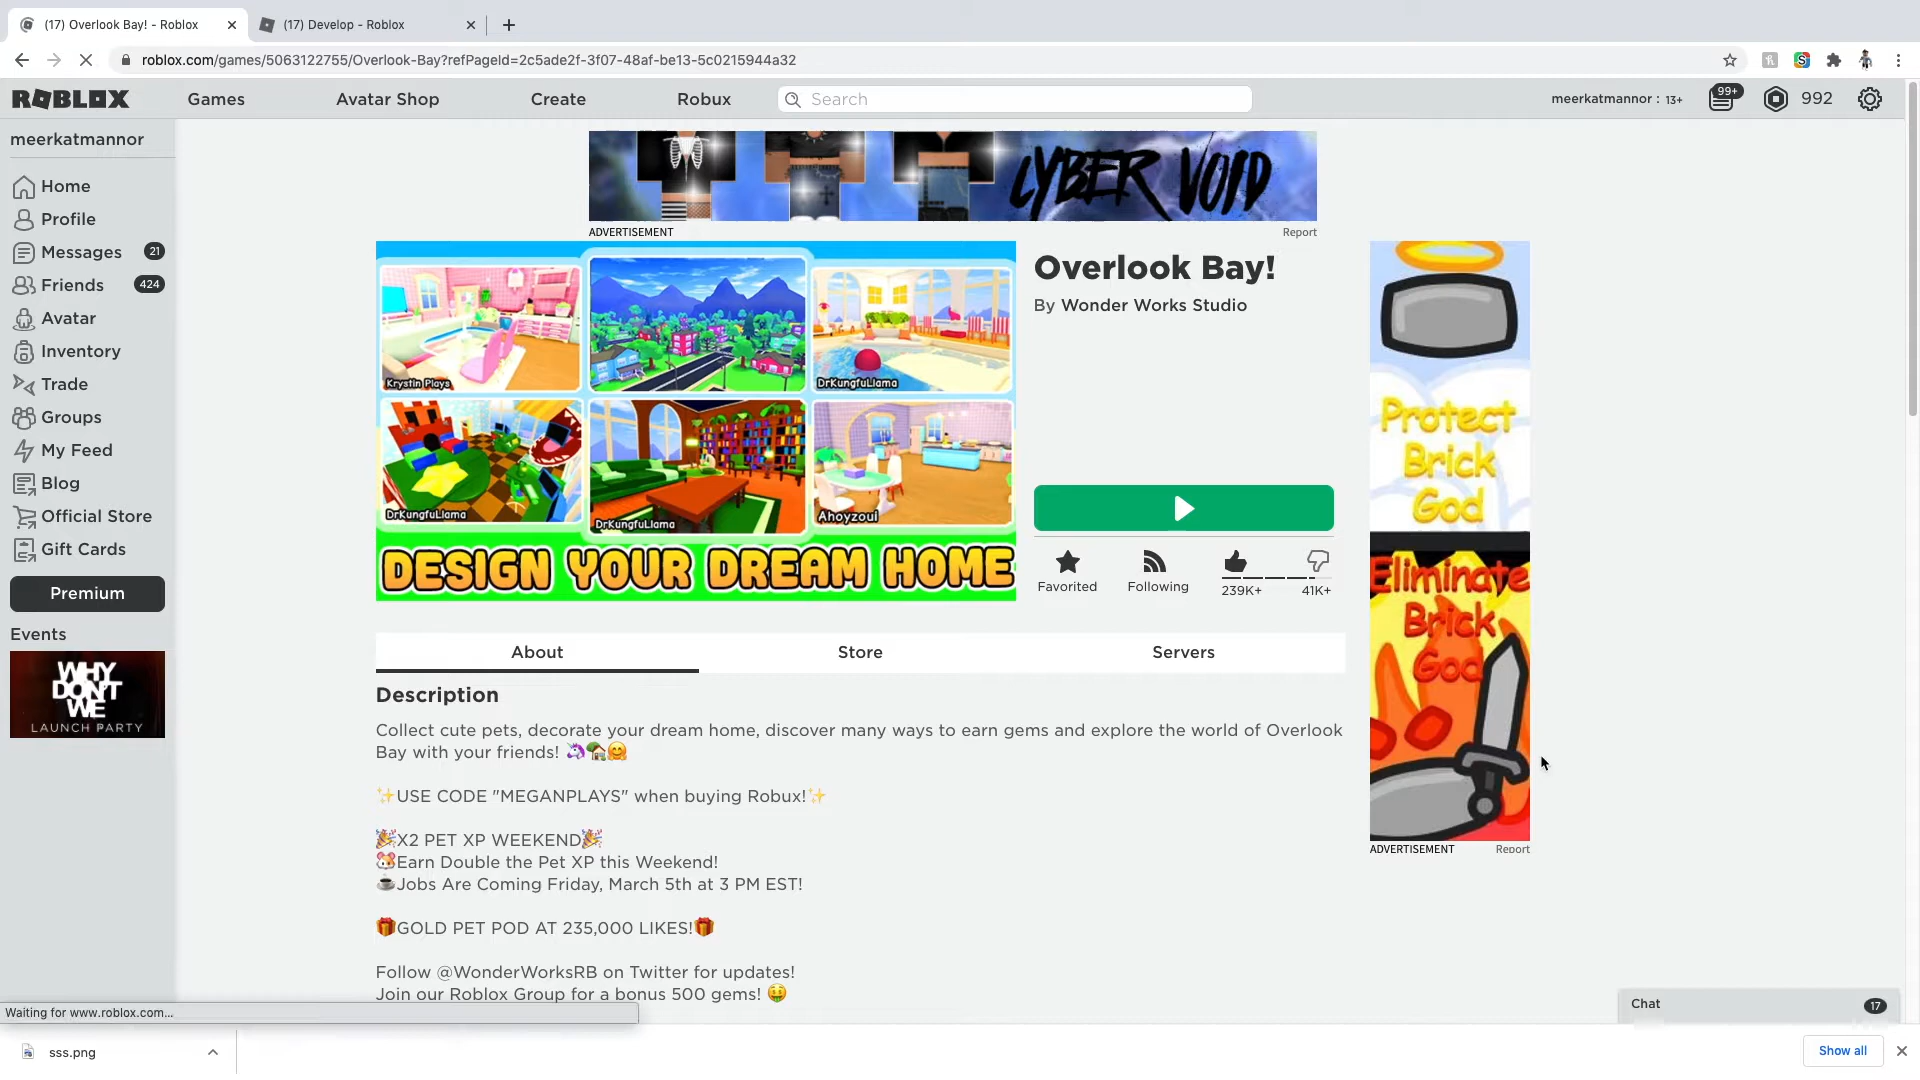 (17) Overlook Bay! - Roblox
(17) Develop - Roblox
roblox.com/games/5063122755/Overlook-Bay?refPageId=2c5ade2f-3f07-48af-be13-5c0215944a32
ROBLOX
Games
Avatar Shop
Create
Robux
Search
meerkatmannor : 13+
99+
992
meerkatmannor
Home
Profile
Messages 21
Friends 424
Avatar
Inventory
Trade
Groups
My Feed
Blog
Official Store
Gift Cards
Premium
Events
WHY
DON'T
WE
LAUNCH PARTY
CYBER VOID
ADVERTISEMENT
Report
Krystin Plays
DrKungfuLlama
DrKungfuLlama
DrKungfuLlama
Ahoyzoui
DESIGN YOUR DREAM HOME
Overlook Bay!
By Wonder Works Studio
Favorited
Following
239K+
41K+
Protect
Brick
God
Eliminate
Brick
God
ADVERTISEMENT
Report
About
Store
Servers
Description
Collect cute pets, decorate your dream home, discover many ways to earn gems and explore the world of Overlook
Bay with your friends! 🦄🏡🤗
✨USE CODE "MEGANPLAYS" when buying Robux!✨
🎉X2 PET XP WEEKEND🎉
🐹Earn Double the Pet XP this Weekend!
☕Jobs Are Coming Friday, March 5th at 3 PM EST!
🎁GOLD PET POD AT 235,000 LIKES!🎁
Follow @WonderWorksRB on Twitter for updates!
Join our Roblox Group for a bonus 500 gems! 🤑
Chat
17
Waiting for www.roblox.com...
sss.png
Show all